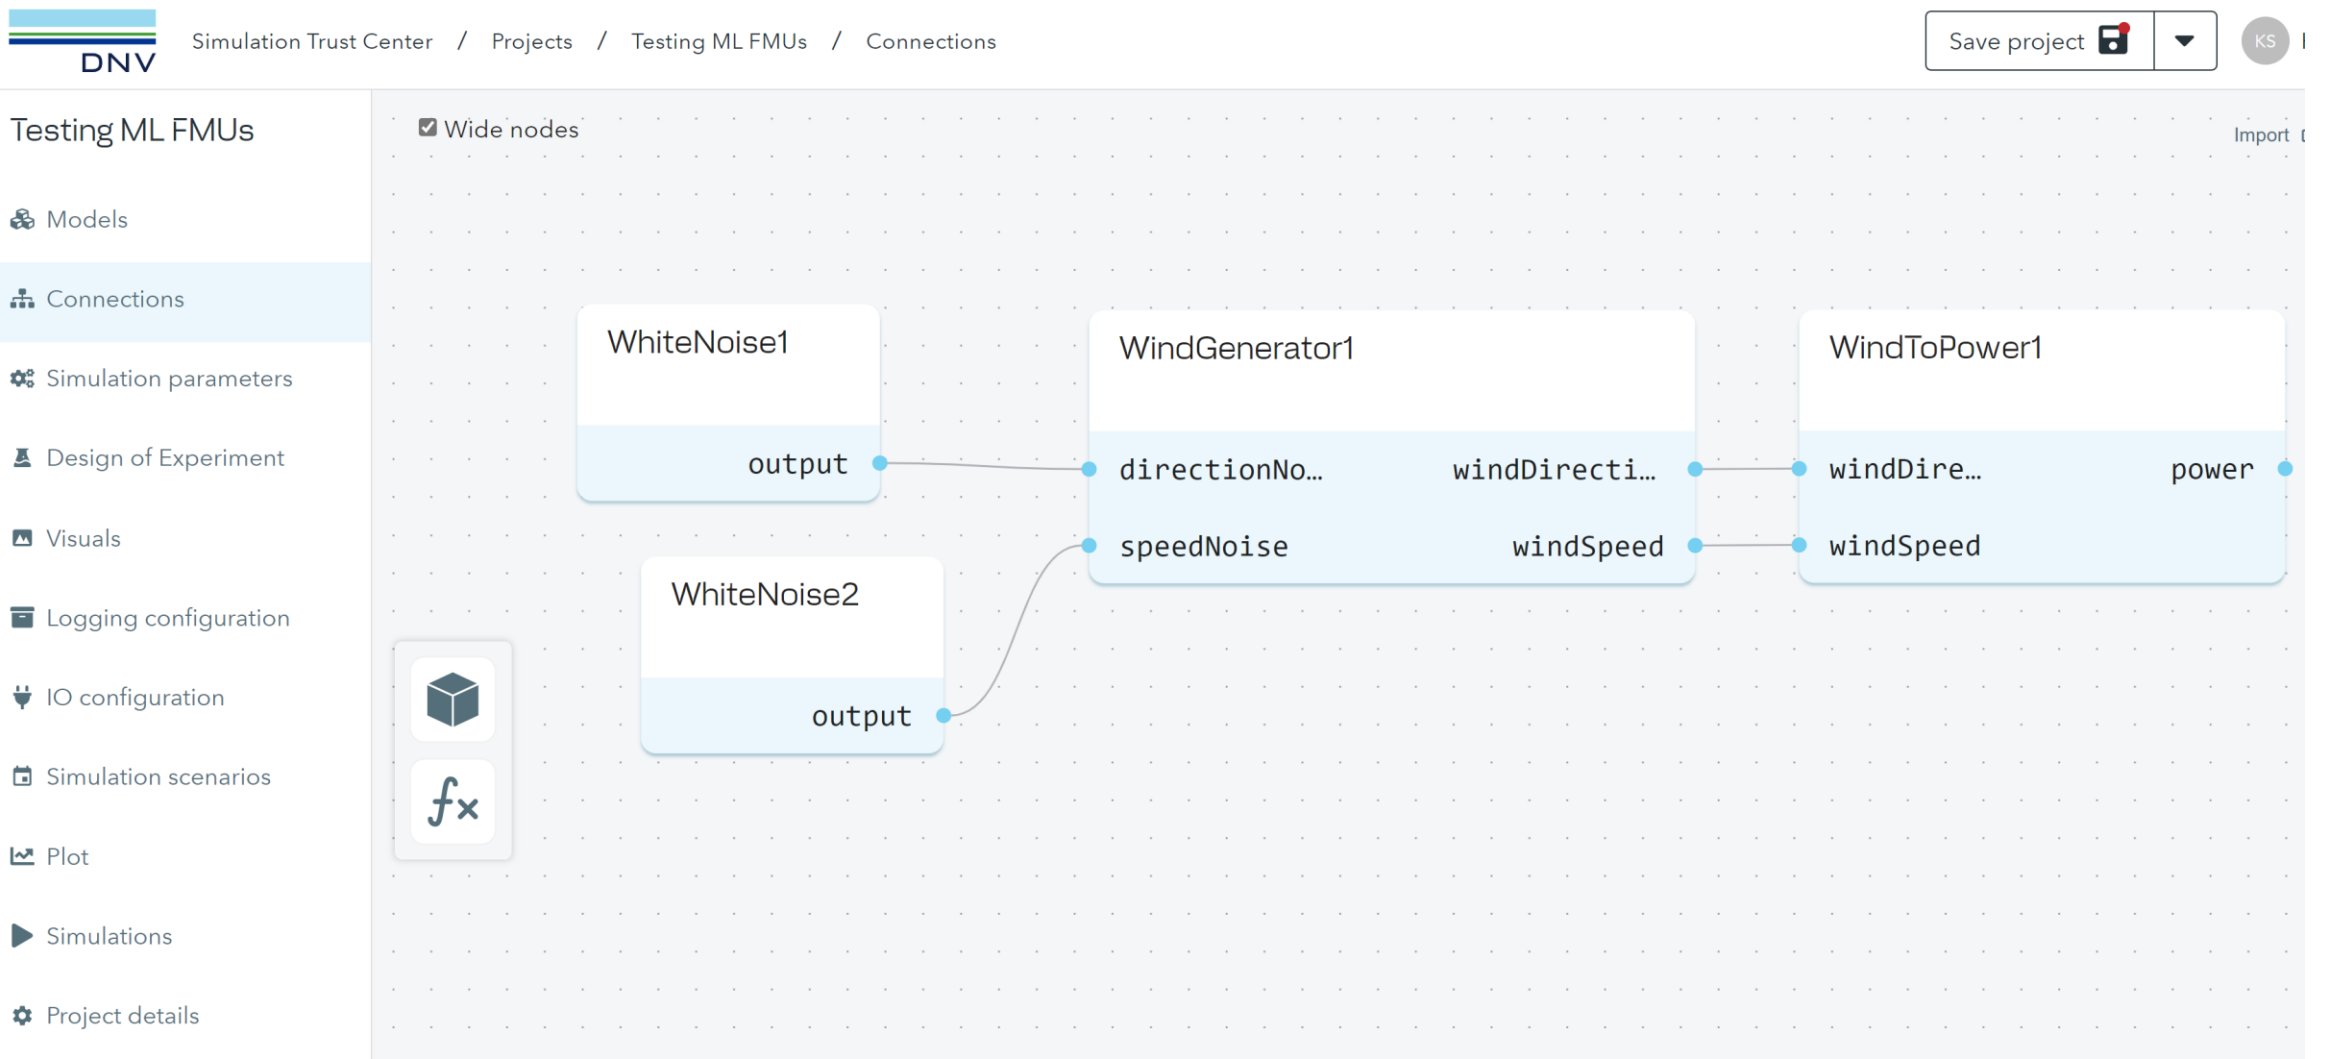 DNV
Simulation Trust Center / Projects / Testing ML FMUs / Connections
Save project
KS
Testing ML FMUs
Models
Connections
Simulation parameters
Design of Experiment
Visuals
Logging configuration
IO configuration
Simulation scenarios
Plot
Simulations
Project details
Wide nodes
Import
WhiteNoise1
output
WhiteNoise2
output
fx
WindGenerator1
directionNo… windDirecti…
speedNoise windSpeed
WindToPower1
windDire… power
windSpeed